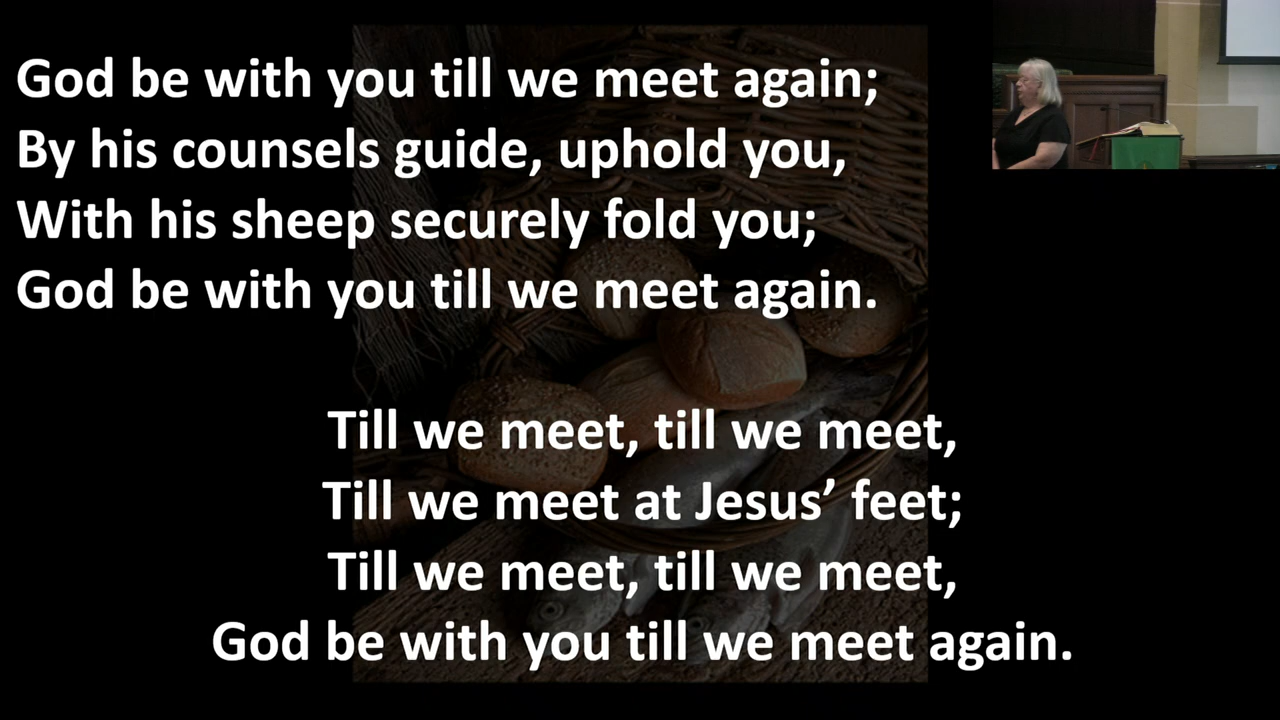 God be with you till we meet again;
By his counsels guide, uphold you,
With his sheep securely fold you;
God be with you till we meet again.
Till we meet, till we meet,
Till we meet at Jesus’ feet;
Till we meet, till we meet,
God be with you till we meet again.